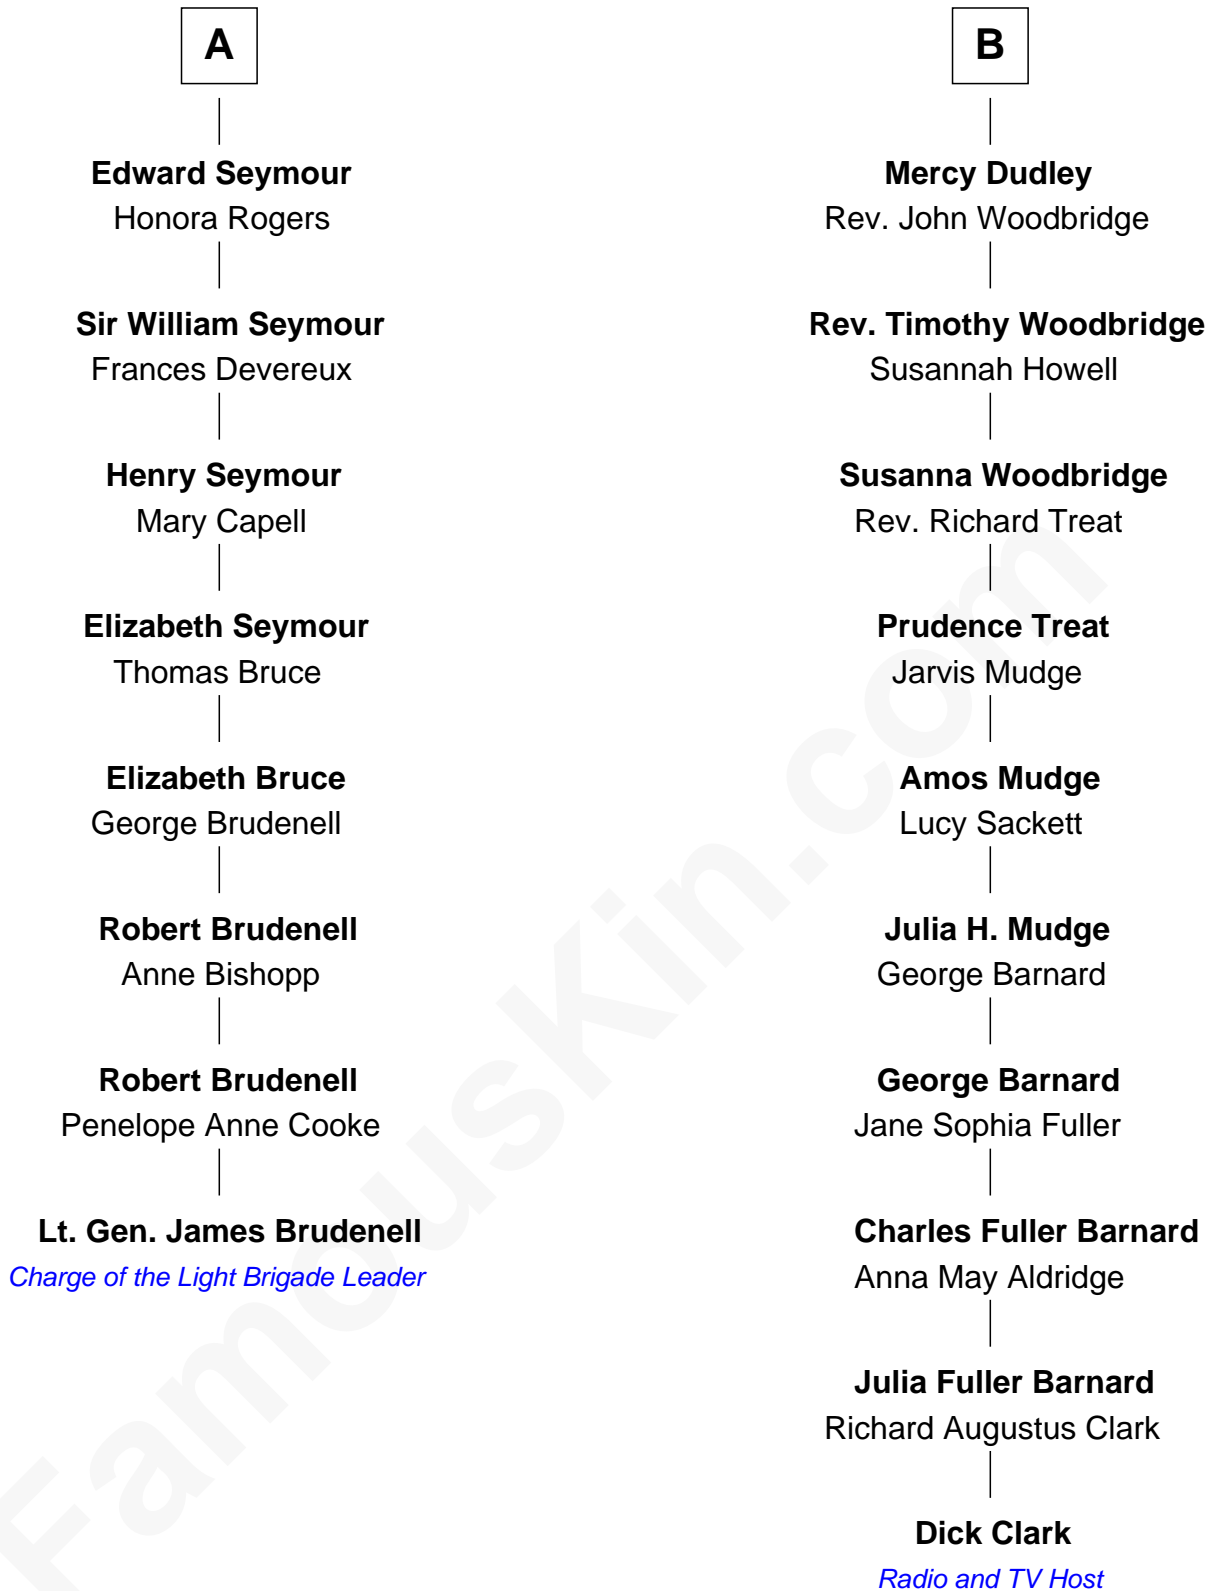 A
Edward Seymour
Honora Rogers
Sir William Seymour
Frances Devereux
Henry Seymour
Mary Capell
Elizabeth Seymour
Thomas Bruce
Elizabeth Bruce
George Brudenell
Robert Brudenell
Anne Bishopp
Robert Brudenell
Penelope Anne Cooke
Lt. Gen. James Brudenell
Charge of the Light Brigade Leader
B
Mercy Dudley
Rev. John Woodbridge
Rev. Timothy Woodbridge
Susannah Howell
Susanna Woodbridge
Rev. Richard Treat
Prudence Treat
Jarvis Mudge
Amos Mudge
Lucy Sackett
Julia H. Mudge
George Barnard
George Barnard
Jane Sophia Fuller
Charles Fuller Barnard
Anna May Aldridge
Julia Fuller Barnard
Richard Augustus Clark
Dick Clark
Radio and TV Host
FamousKin.com